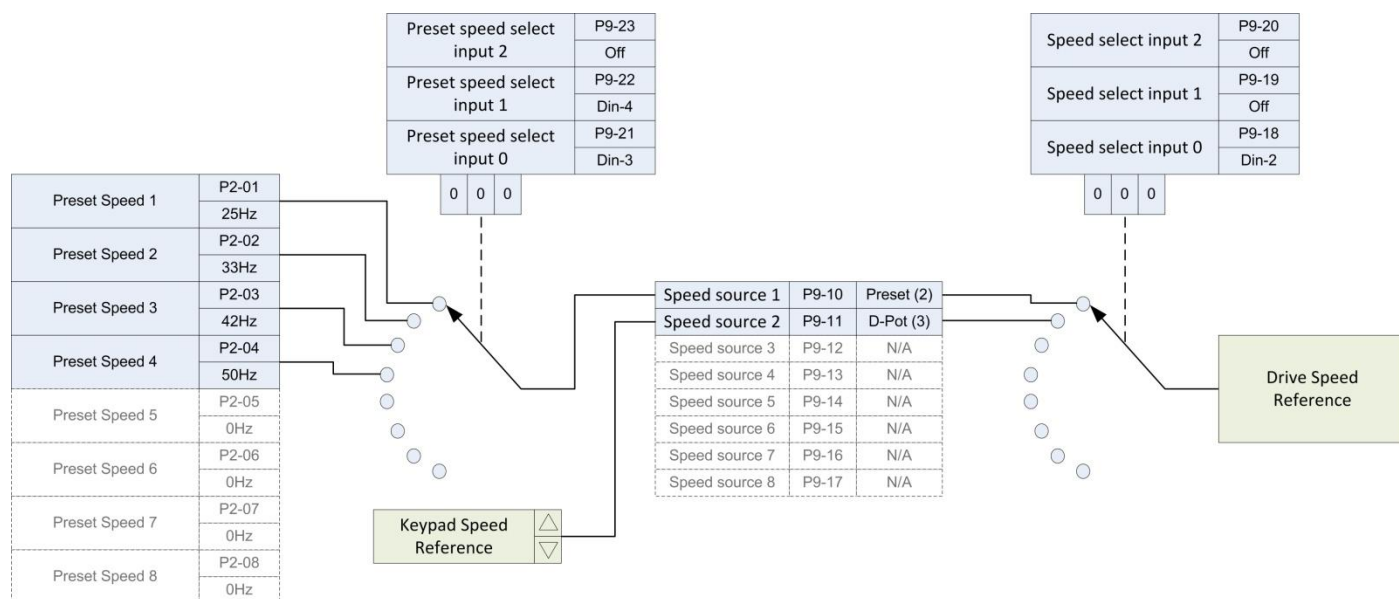 Preset speed select input 2 P9-23 Off
Preset speed select input 1 P9-22 Din-4
Preset speed select input 0 P9-21 Din-3
0 0 0
Speed select input 2 P9-20 Off
Speed select input 1 P9-19 Off
Speed select input 0 P9-18 Din-2
0 0 0
Preset Speed 1 P2-01 25Hz
Preset Speed 2 P2-02 33Hz
Preset Speed 3 P2-03 42Hz
Preset Speed 4 P2-04 50Hz
Preset Speed 5 P2-05 0Hz
Preset Speed 6 P2-06 0Hz
Preset Speed 7 P2-07 0Hz
Preset Speed 8 P2-08 0Hz
Speed source 1 P9-10 Preset (2)
Speed source 2 P9-11 D-Pot (3)
Speed source 3 P9-12 N/A
Speed source 4 P9-13 N/A
Speed source 5 P9-14 N/A
Speed source 6 P9-15 N/A
Speed source 7 P9-16 N/A
Speed source 8 P9-17 N/A
Keypad Speed
Reference
Drive Speed
Reference